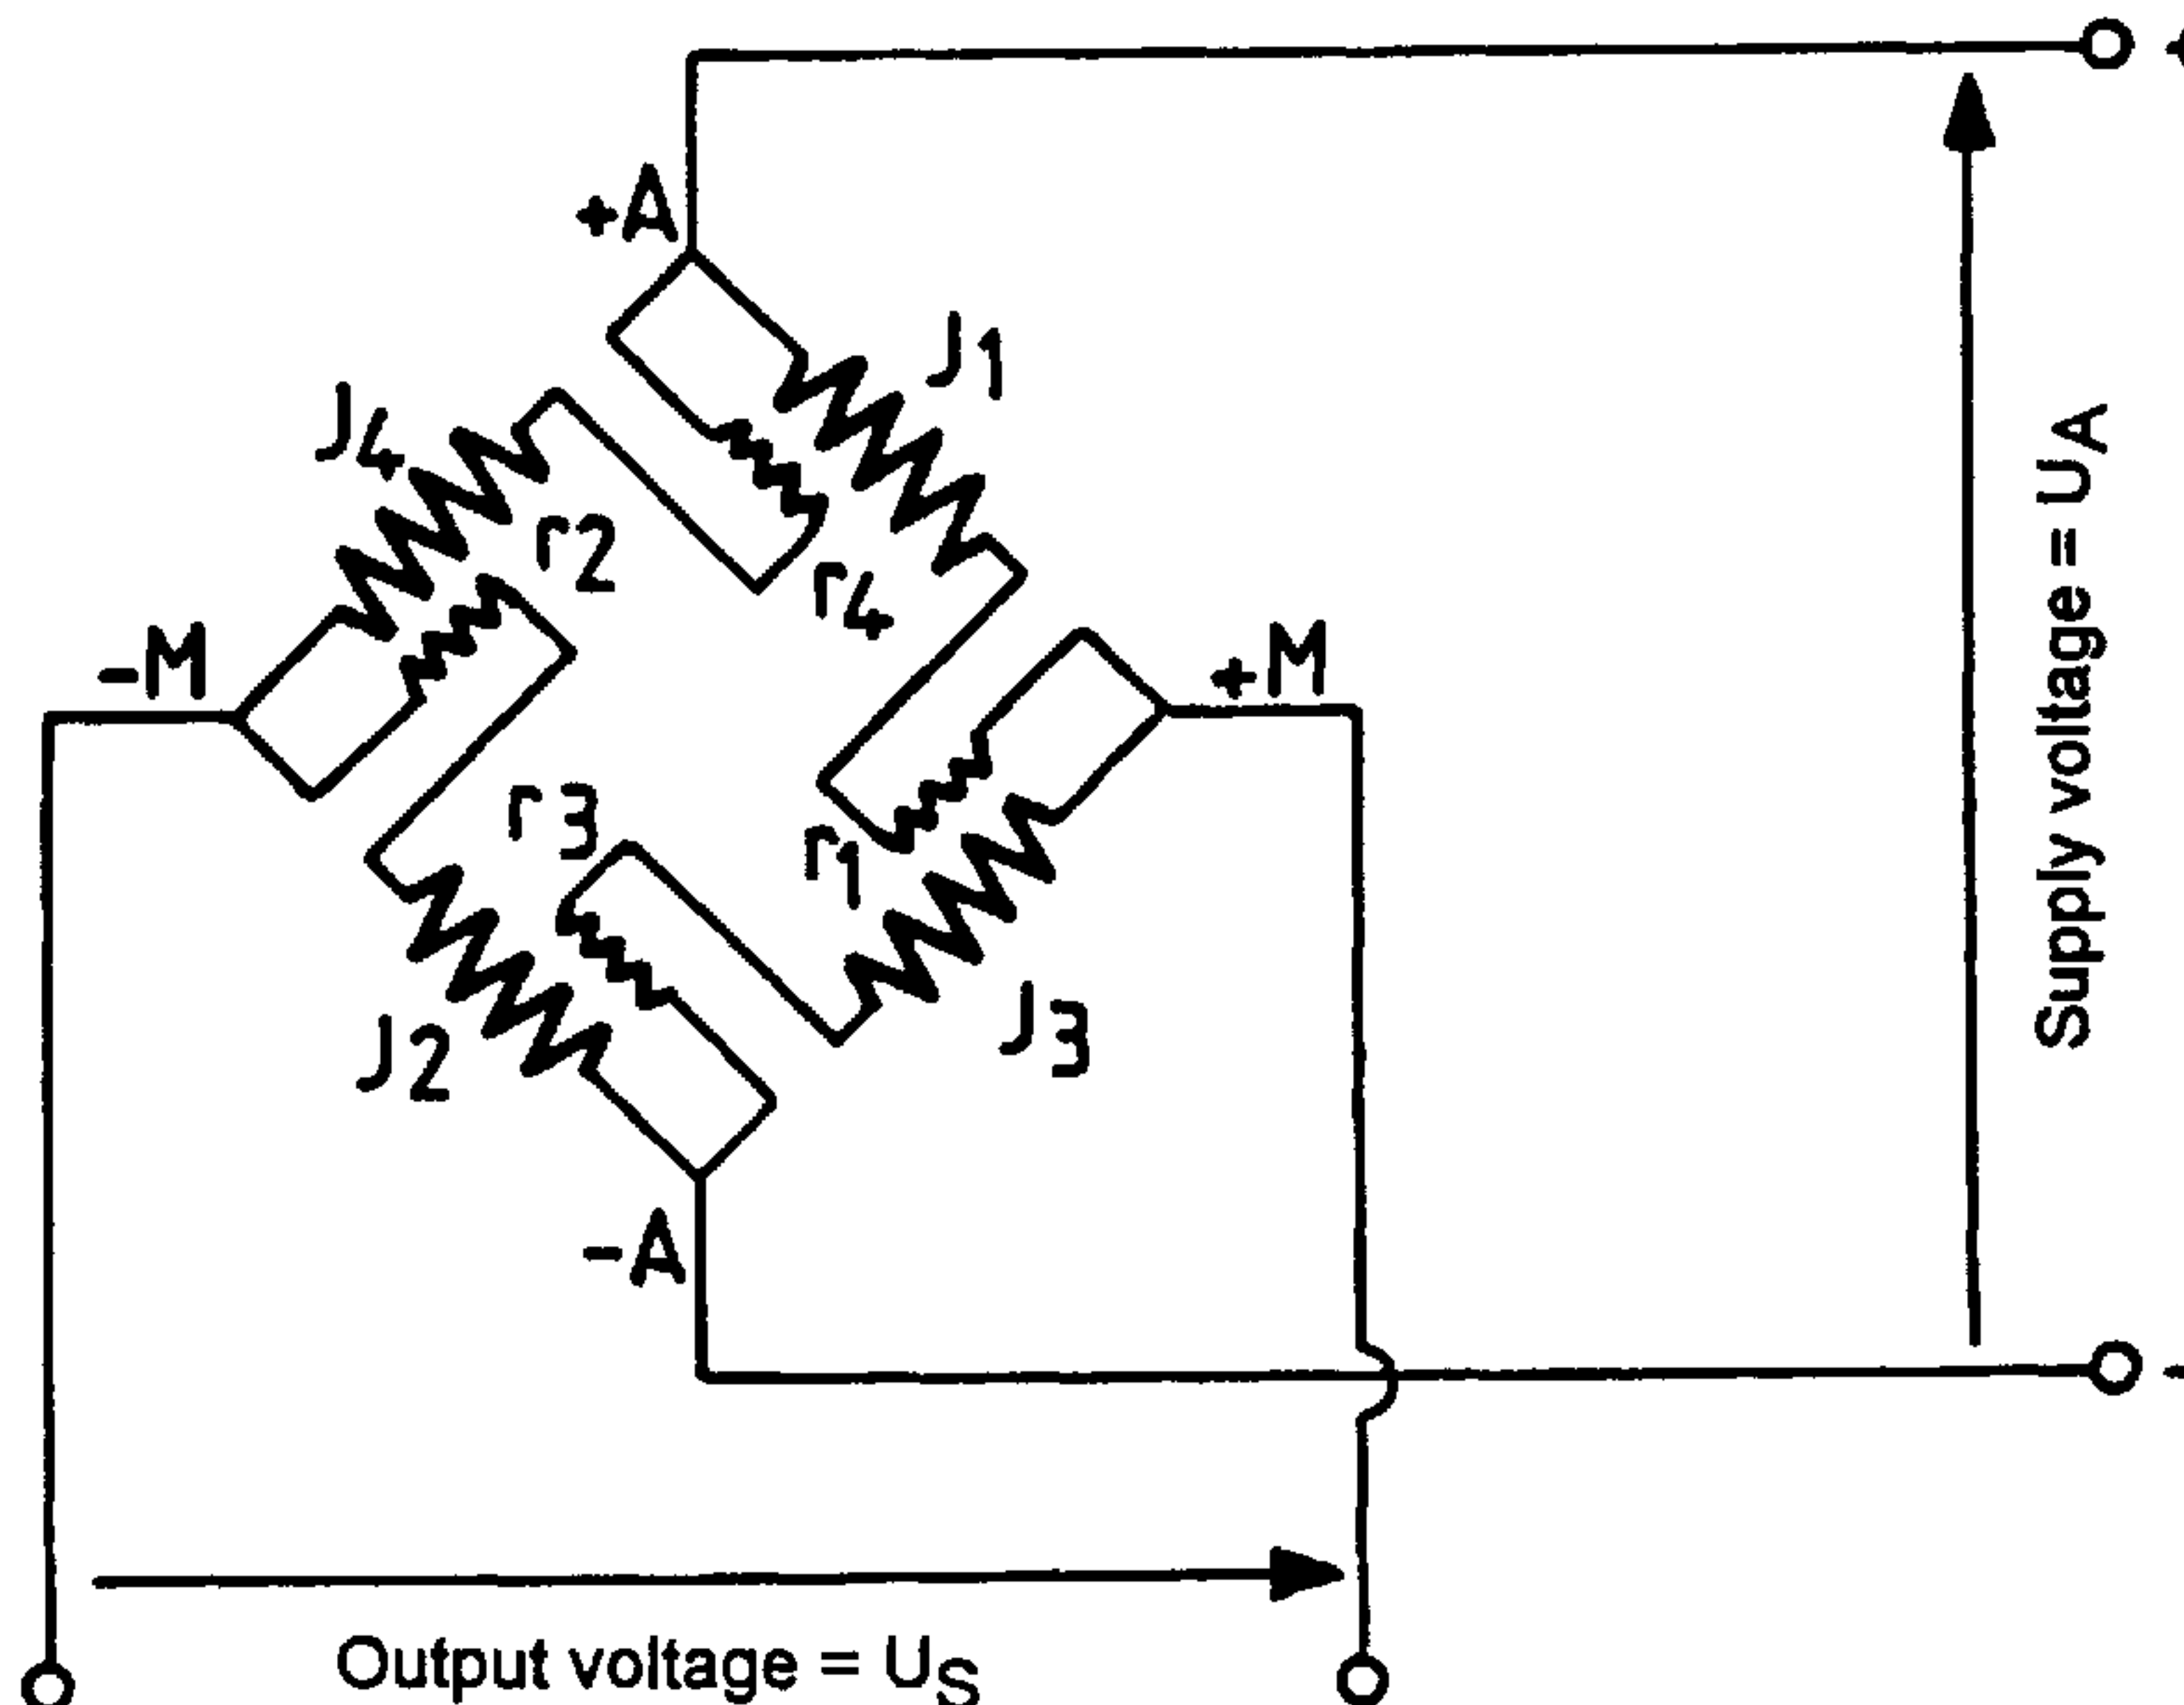 +A
J1
J4
r2
r4
-M
+M
r3
r1
J2
J3
-A
Supply voltage = UA
Output voltage = US